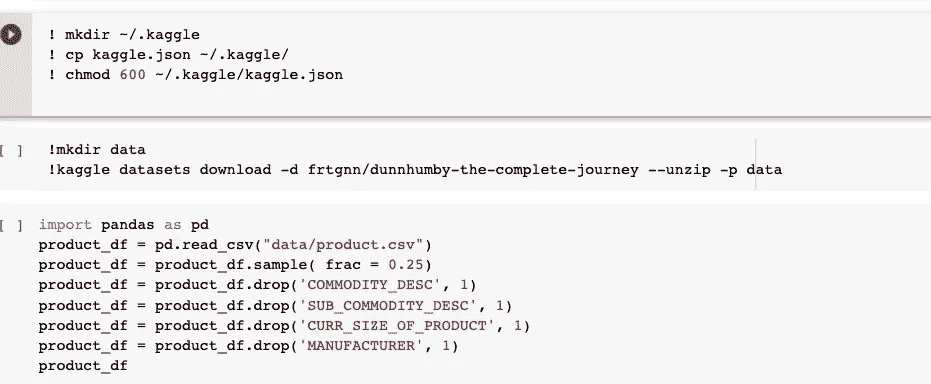 ! mkdir ~/.kaggle
! cp kaggle.json ~/.kaggle/
! chmod 600 ~/.kaggle/kaggle.json
[ ] !mkdir data
!kaggle datasets download -d frtgnn/dunnhumby-the-complete-journey --unzip -p data
[ ] import pandas as pd
product_df = pd.read_csv("data/product.csv")
product_df = product_df.sample( frac = 0.25)
product_df = product_df.drop('COMMODITY_DESC', 1)
product_df = product_df.drop('SUB_COMMODITY_DESC', 1)
product_df = product_df.drop('CURR_SIZE_OF_PRODUCT', 1)
product_df = product_df.drop('MANUFACTURER', 1)
product_df